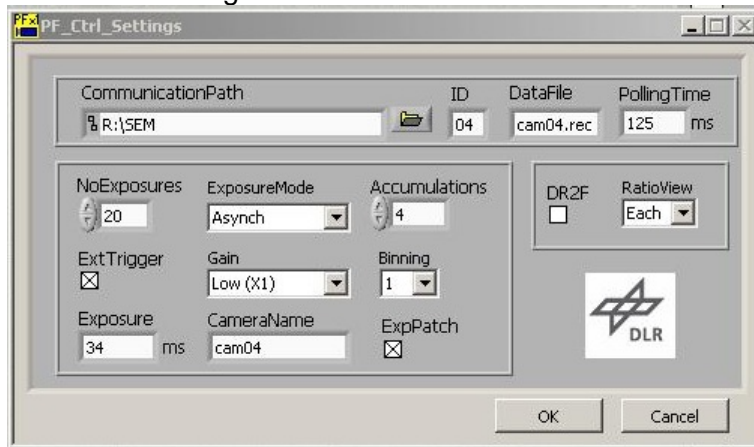 PFx
PF_Ctrl_Settings
CommunicationPath ID DataFile PollingTime
R:\SEM 04 cam04.rec 125 ms
NoExposures ExposureMode Accumulations
20 Asynch 4
DR2F RatioView
Each
ExtTrigger Gain Binning
Low (X1) 1
Exposure CameraName ExpPatch
34 ms cam04
DLR
OK Cancel